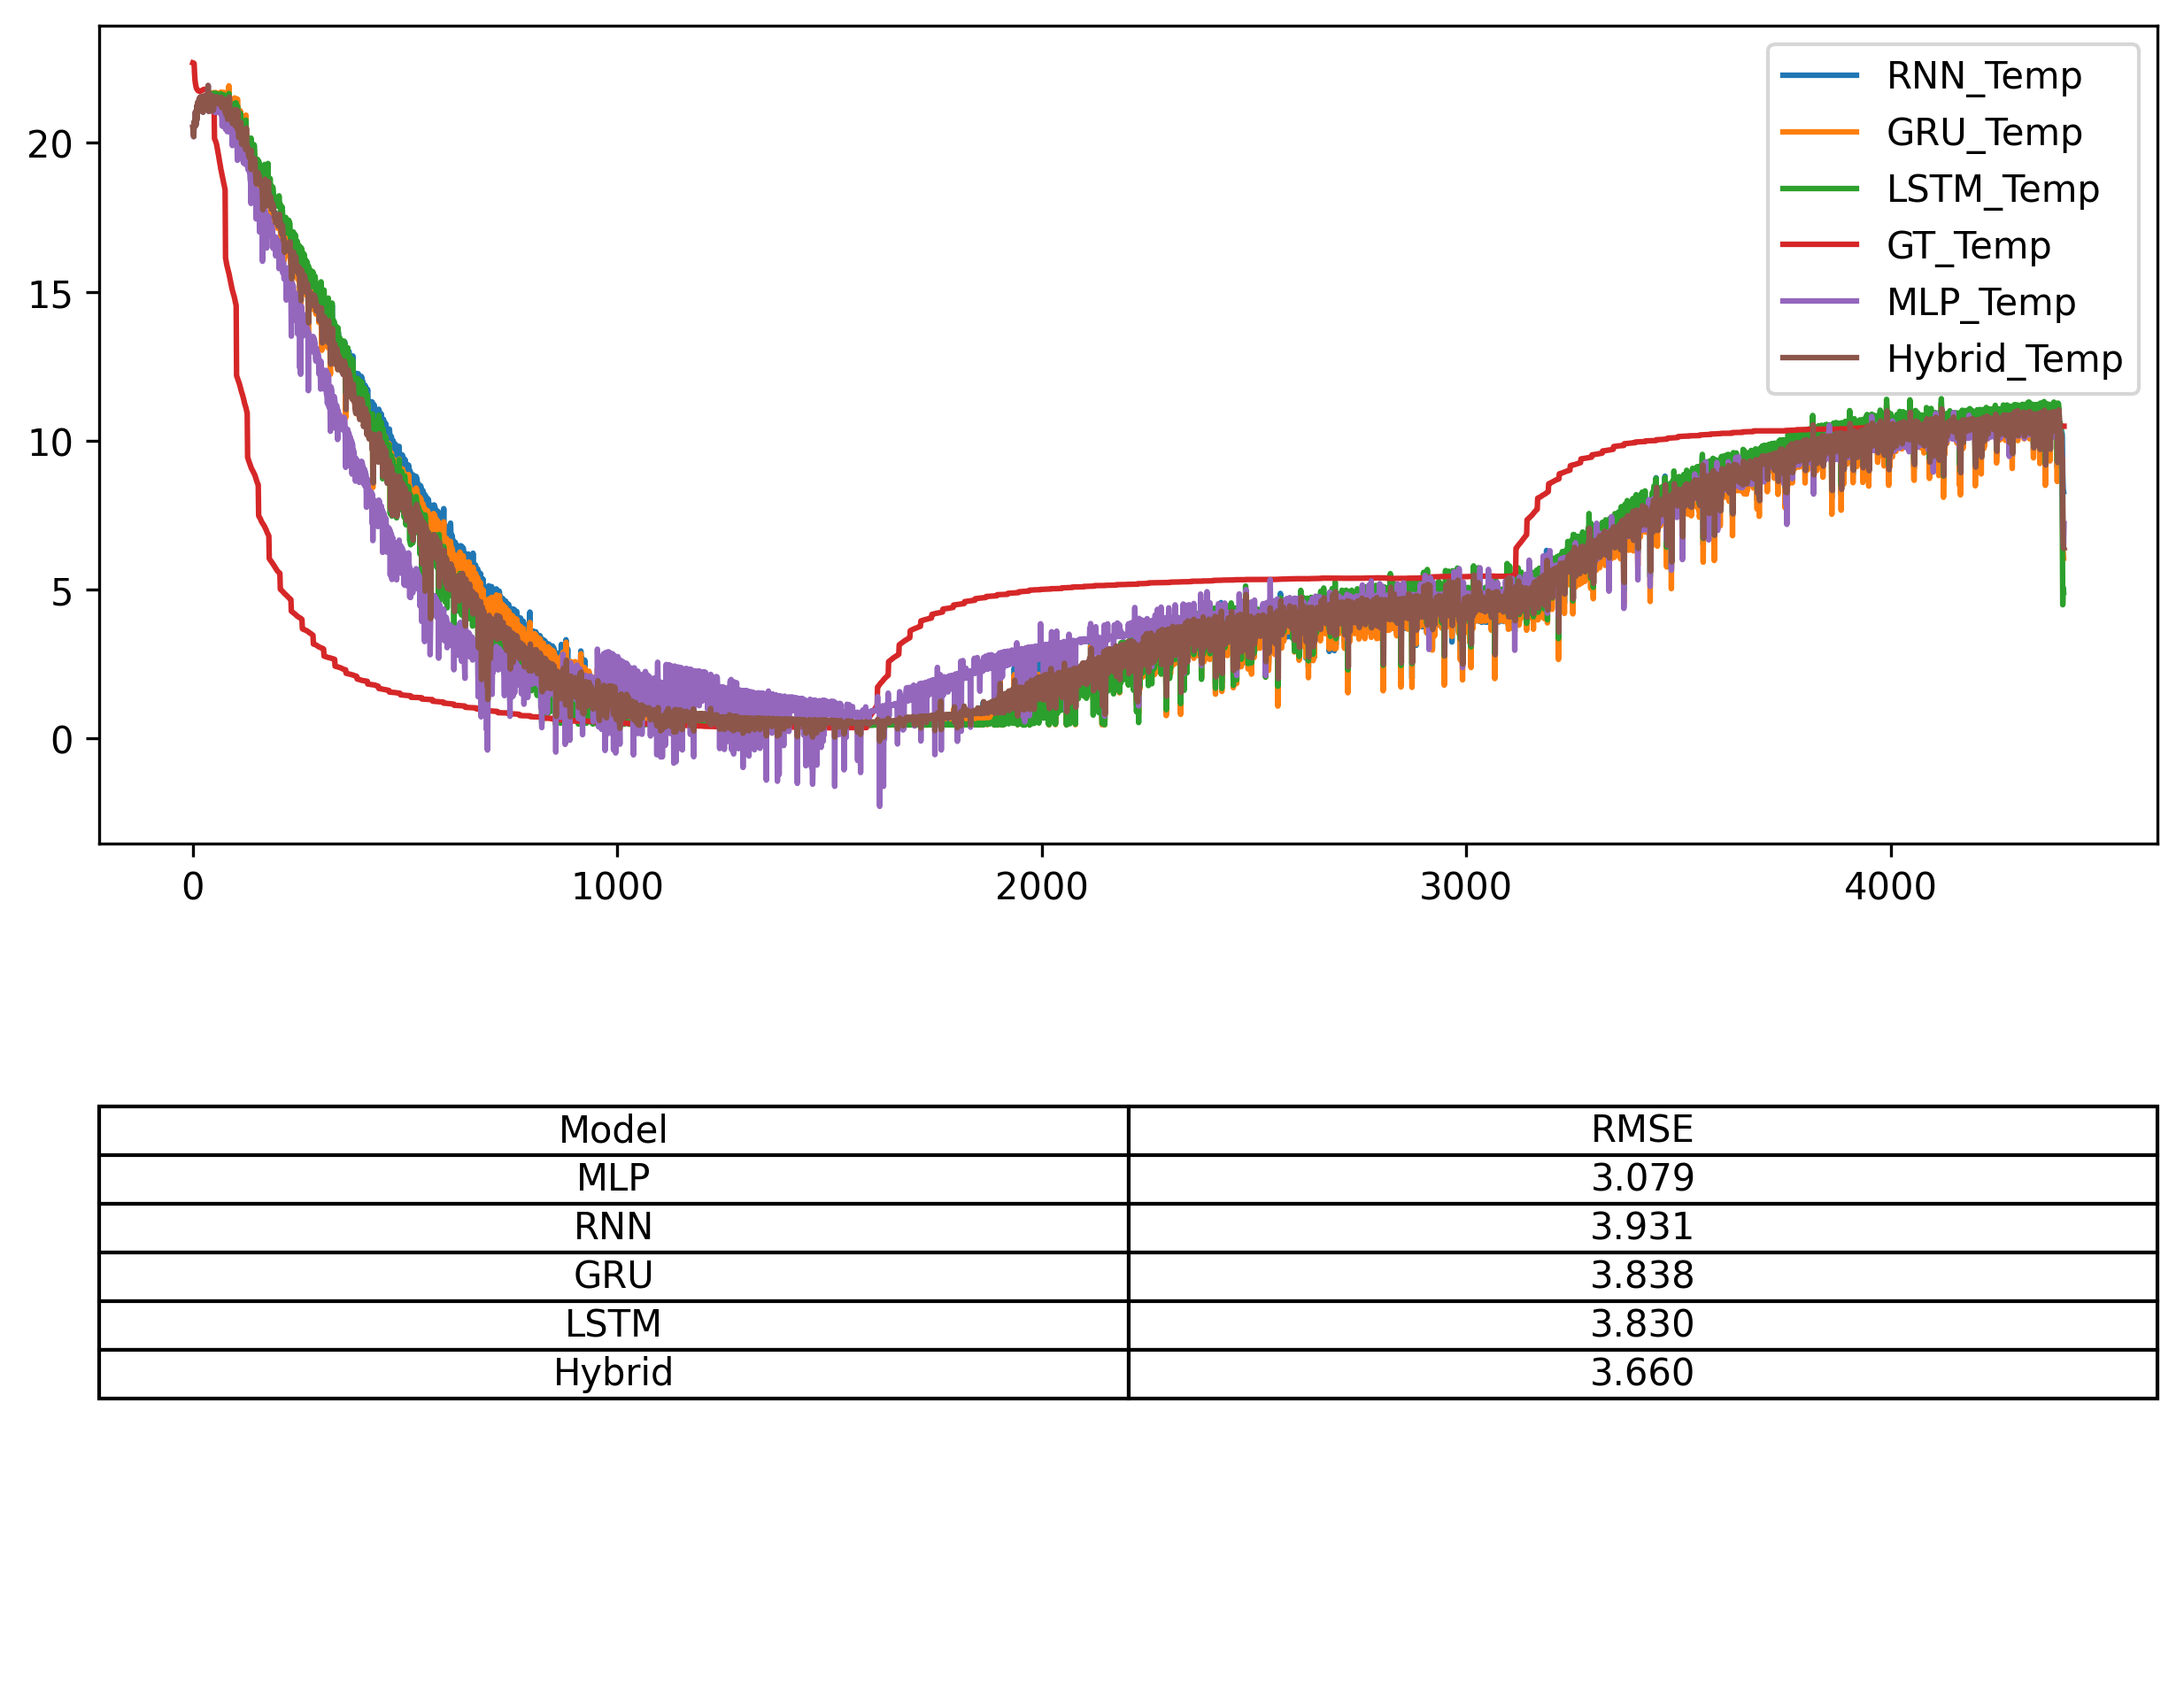 RNN_Temp
GRU_Temp
LSTM_Temp
GT_Temp
MLP_Temp
Hybrid_Temp
20
15
10
5
0
0 1000 2000 3000 4000
Model RMSE
MLP 3.079
RNN 3.931
GRU 3.838
LSTM 3.830
Hybrid 3.660